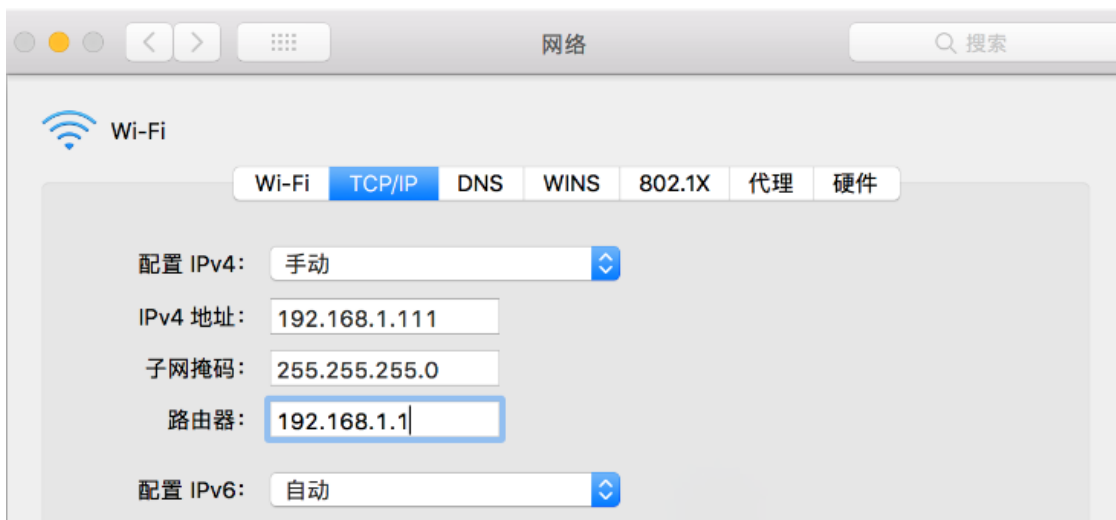 网络
搜索
Wi-Fi
Wi-Fi TCP/IP DNS WINS 802.1X 代理 硬件
配置 IPv4: 手动
IPv4 地址: 192.168.1.111
子网掩码: 255.255.255.0
路由器: 192.168.1.1
配置 IPv6: 自动